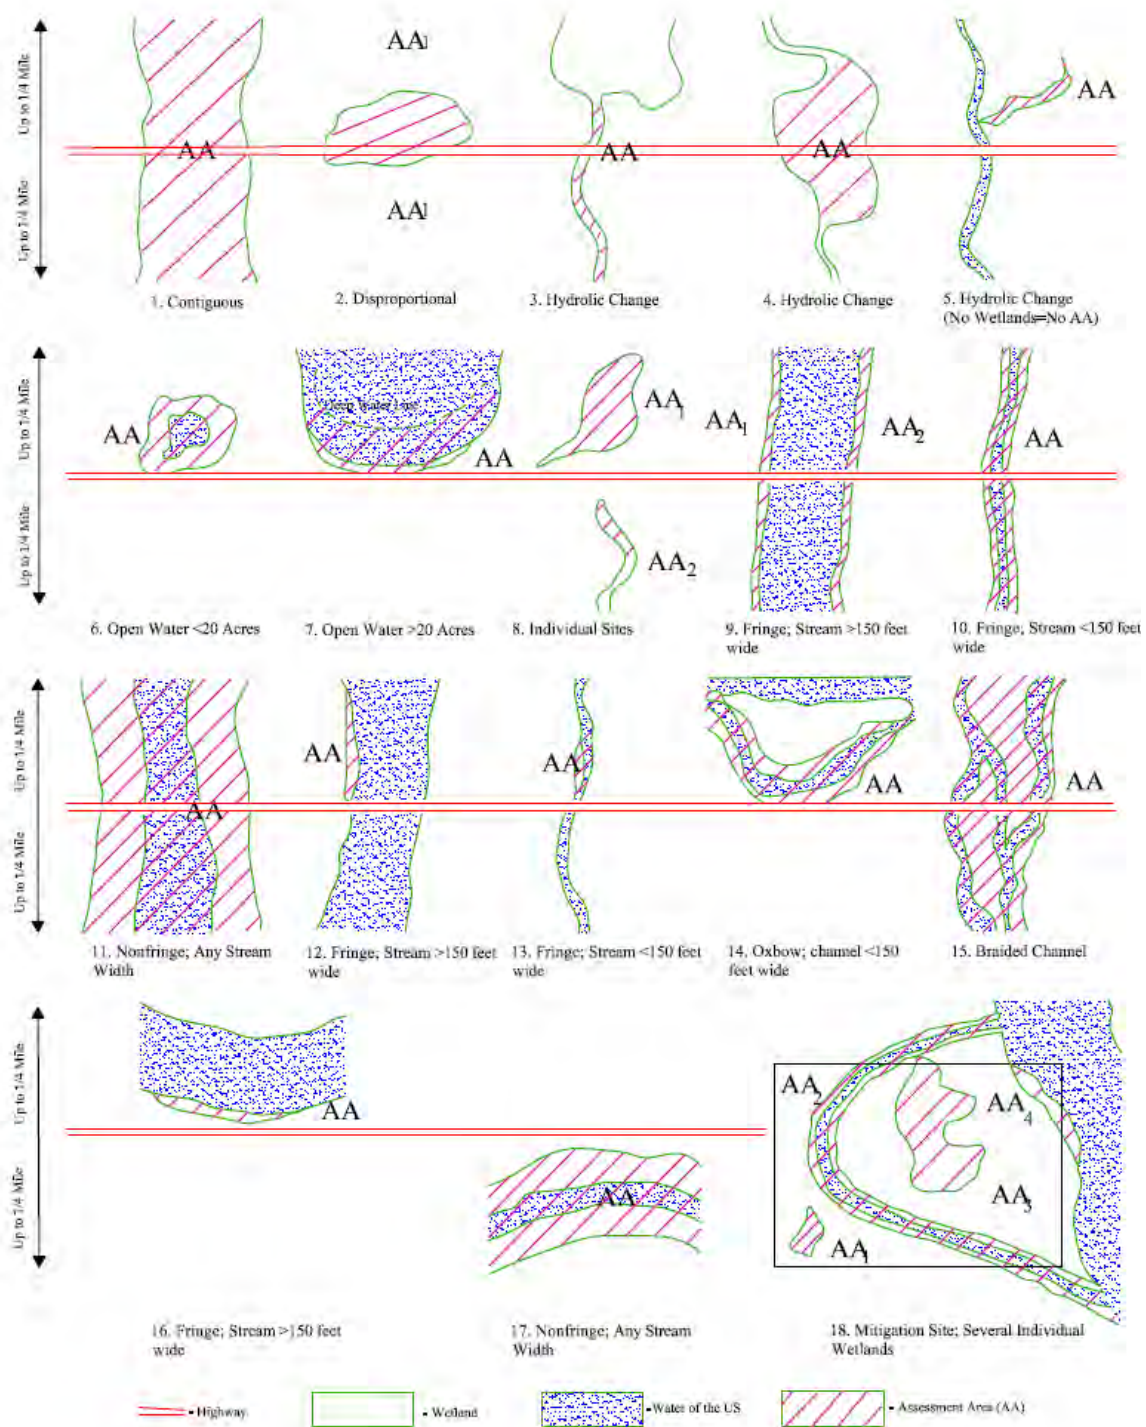 Up to 1/4 Mile
Up to 1/4 Mile
AA
AA1
AA1
AA
AA
AA
1. Contiguous
2. Disproportional
3. Hydrolic Change
4. Hydrolic Change
5. Hydrolic Change
(No Wetlands=No AA)
Up to 1/4 Mile
Up to 1/4 Mile
AA
Deep Water Line
AA
AA1
AA2
AA1
AA2
AA
6. Open Water <20 Acres
7. Open Water >20 Acres
8. Individual Sites
9. Fringe; Stream >150 feet
wide
10. Fringe; Stream <150 feet
wide
Up to 1/4 Mile
Up to 1/4 Mile
AA
AA
AA
AA
AA
11. Nonfringe; Any Stream
Width
12. Fringe; Stream >150 feet
wide
13. Fringe; Stream <150 feet
wide
14. Oxbow; channel <150
feet wide
15. Braided Channel
Up to 1/4 Mile
Up to 1/4 Mile
AA
AA
AA2
AA4
AA3
AA1
16. Fringe; Stream >150 feet
wide
17. Nonfringe; Any Stream
Width
18. Mitigation Site; Several Individual
Wetlands
- Highway
- Wetland
- Water of the US
- Assessment Area (AA)